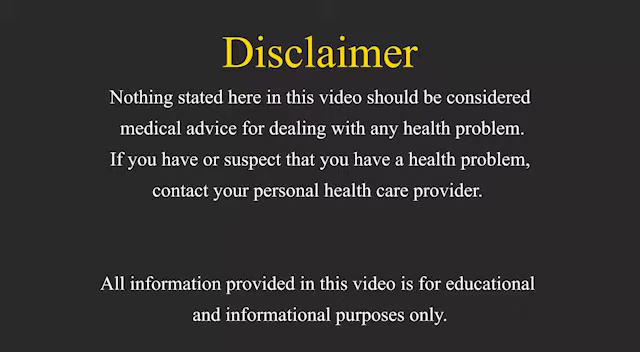 Disclaimer
Nothing stated here in this video should be considered
medical advice for dealing with any health problem.
If you have or suspect that you have a health problem,
contact your personal health care provider.
All information provided in this video is for educational
and informational purposes only.